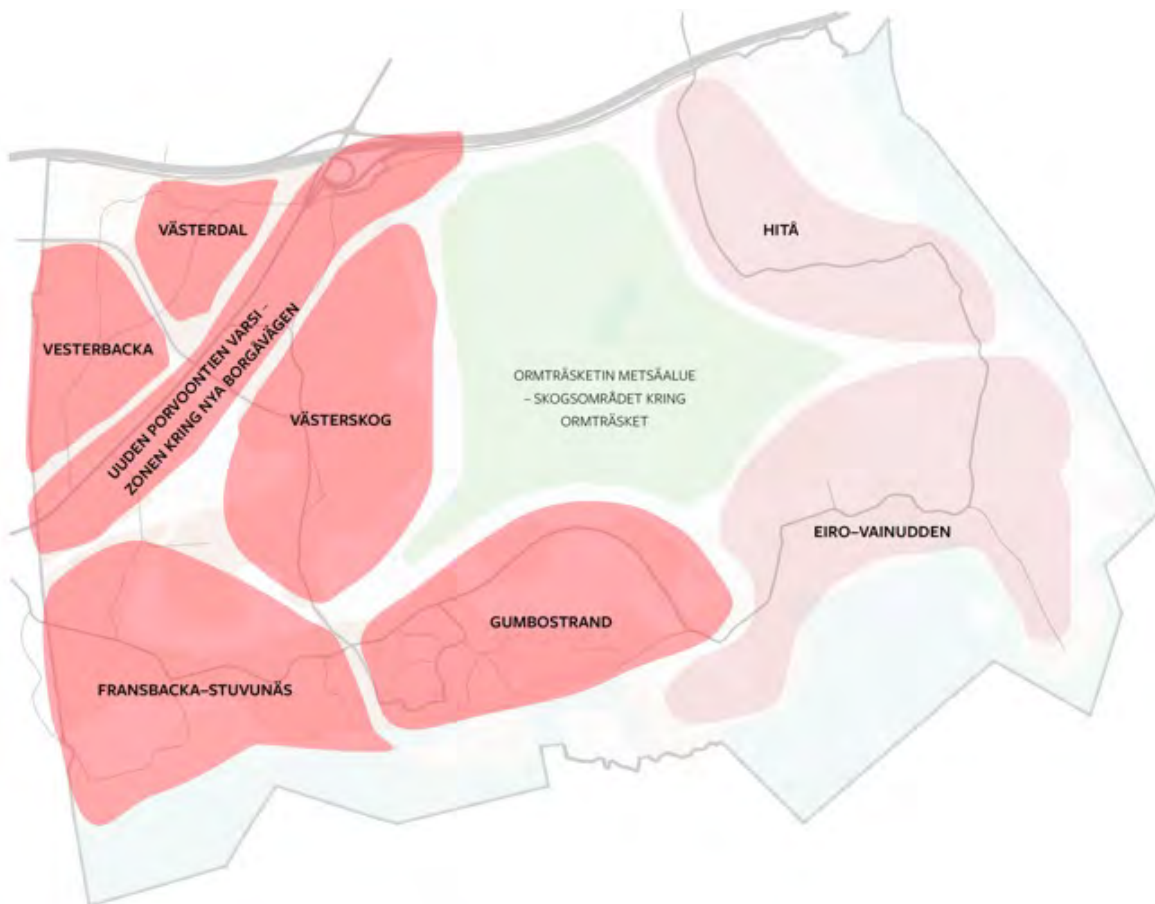 VÄSTERDAL
HITÅ
VESTERBACKA
UUDEN PORVOONTIEN VARSI –
ZONEN KRING NYA BORGÅVÄGEN
VÄSTERSKOG
ORMTRÄSKETIN METSÄALUE
– SKOGSOMRÅDET KRING
ORMTRÄSKET
EIRO–VAINUDDEN
GUMBOSTRAND
FRANSBACKA–STUVUNÄS